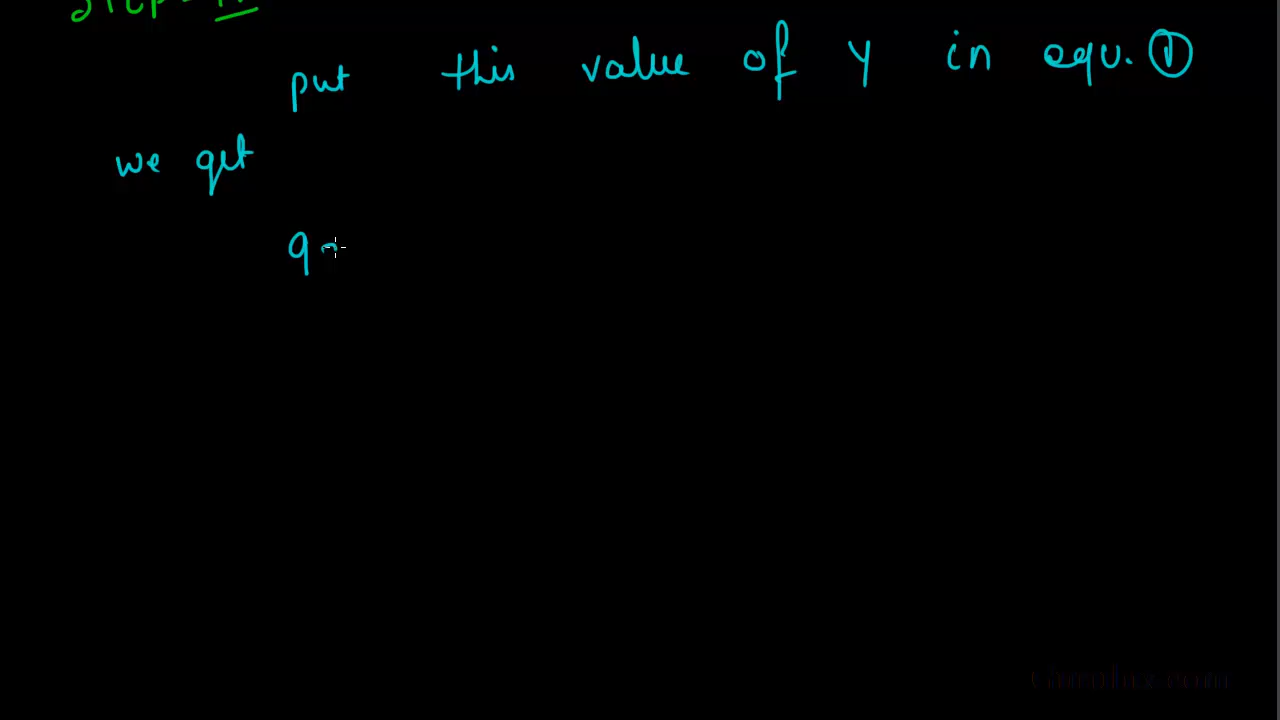 put this value of y in equ. ①
we get
9